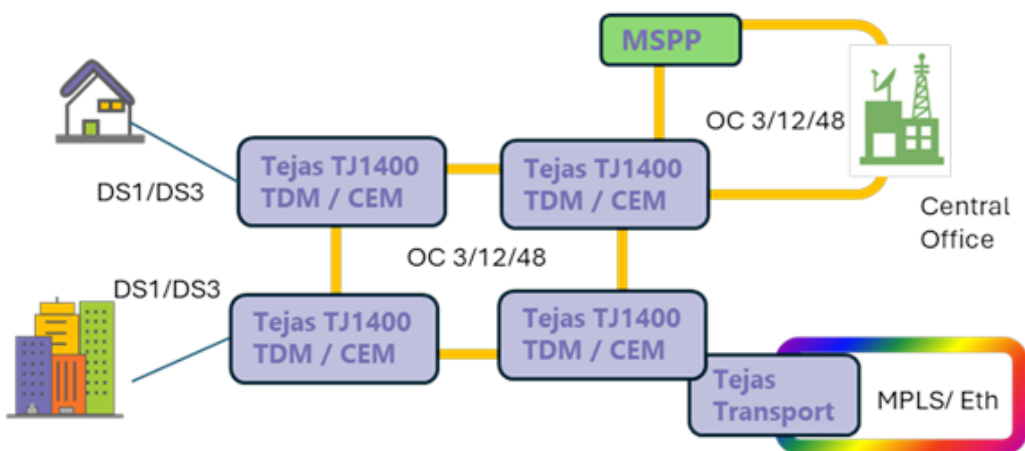 MSPP
OC 3/12/48
Tejas TJ1400
TDM / CEM
Tejas TJ1400
TDM / CEM
DS1/DS3
Central
Office
OC 3/12/48
DS1/DS3
Tejas TJ1400
TDM / CEM
Tejas TJ1400
TDM / CEM
Tejas
Transport
MPLS/ Eth